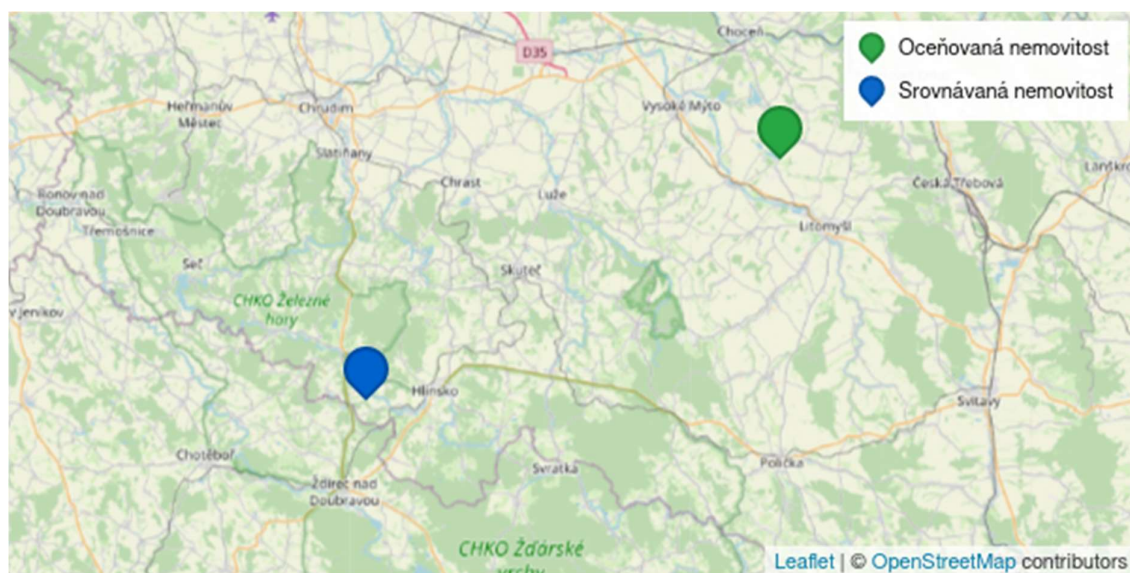 Choceň
D35
Oceňovaná nemovitost
Srovnávaná nemovitost
Heřmanův
Městec
Chrudim
Vysoké Mýto
Slatiňany
Chrast
Luže
Česká Třebová
Ronov nad
Doubravou
Třemošnice
Litomyšl
Seč
Skuteč
CHKO Železné
hory
v Jeníkov
Hlinsko
Svitavy
Chotěboř
Svratka
Polička
Ždírec nad
Doubravou
CHKO Žďárské
vrchy
Leaflet | © OpenStreetMap contributors